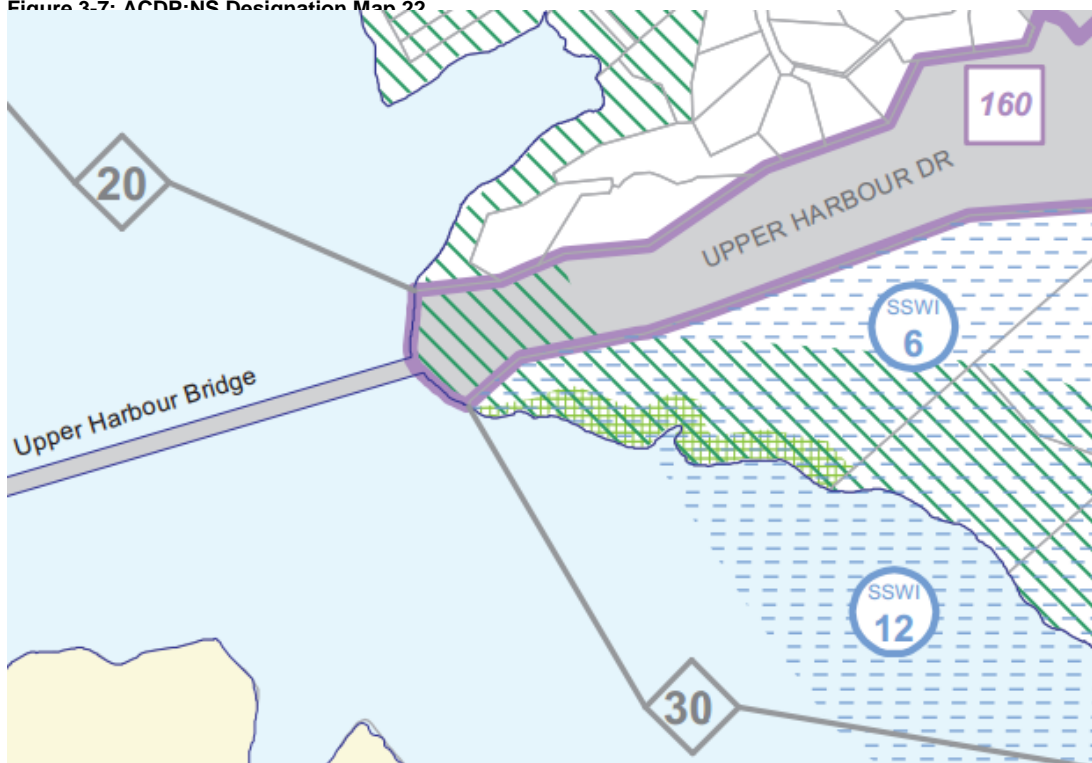 Figure 3-7: ACDP:NS Designation Map 22
160
20
UPPER HARBOUR DR
SSWI
6
Upper Harbour Bridge
SSWI
12
30